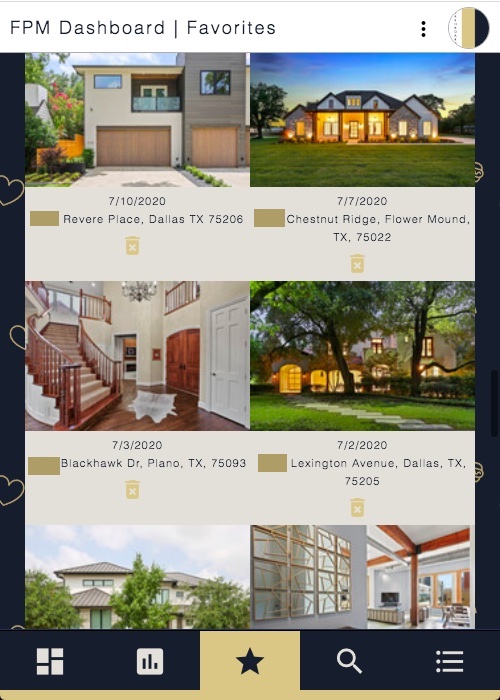 FPM Dashboard | Favorites
7/10/2020
Revere Place, Dallas TX 75206
7/7/2020
Chestnut Ridge, Flower Mound,
TX, 75022
7/3/2020
Blackhawk Dr, Plano, TX, 75093
7/2/2020
Lexington Avenue, Dallas, TX,
75205